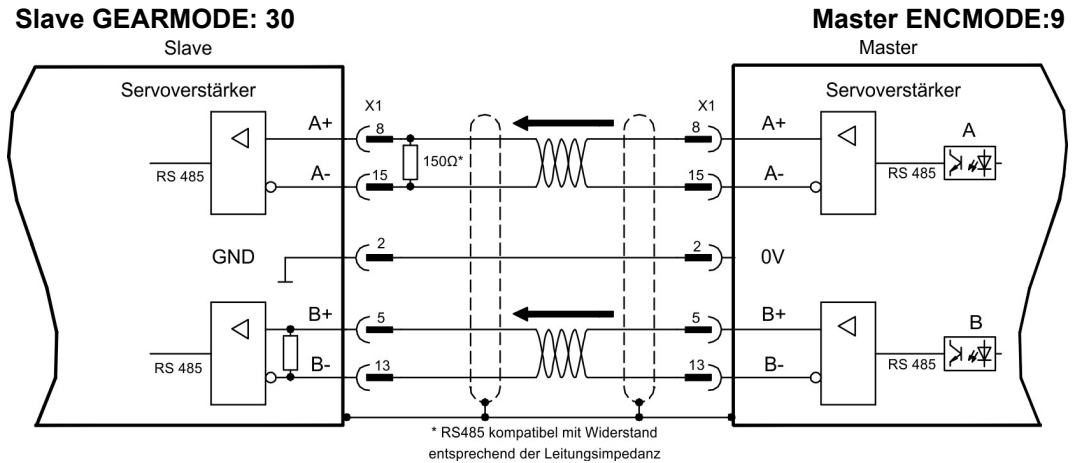 Slave GEARMODE: 30
Master ENCMODE:9
Slave
Master
Servoverstärker
Servoverstärker
X1
X1
A+
8
8
A+
A
150Ω*
RS 485
A-
15
15
A-
RS 485
GND
2
2
0V
B+
5
5
B+
B
RS 485
B-
13
13
B-
RS 485
* RS485 kompatibel mit Widerstand
entsprechend der Leitungsimpedanz